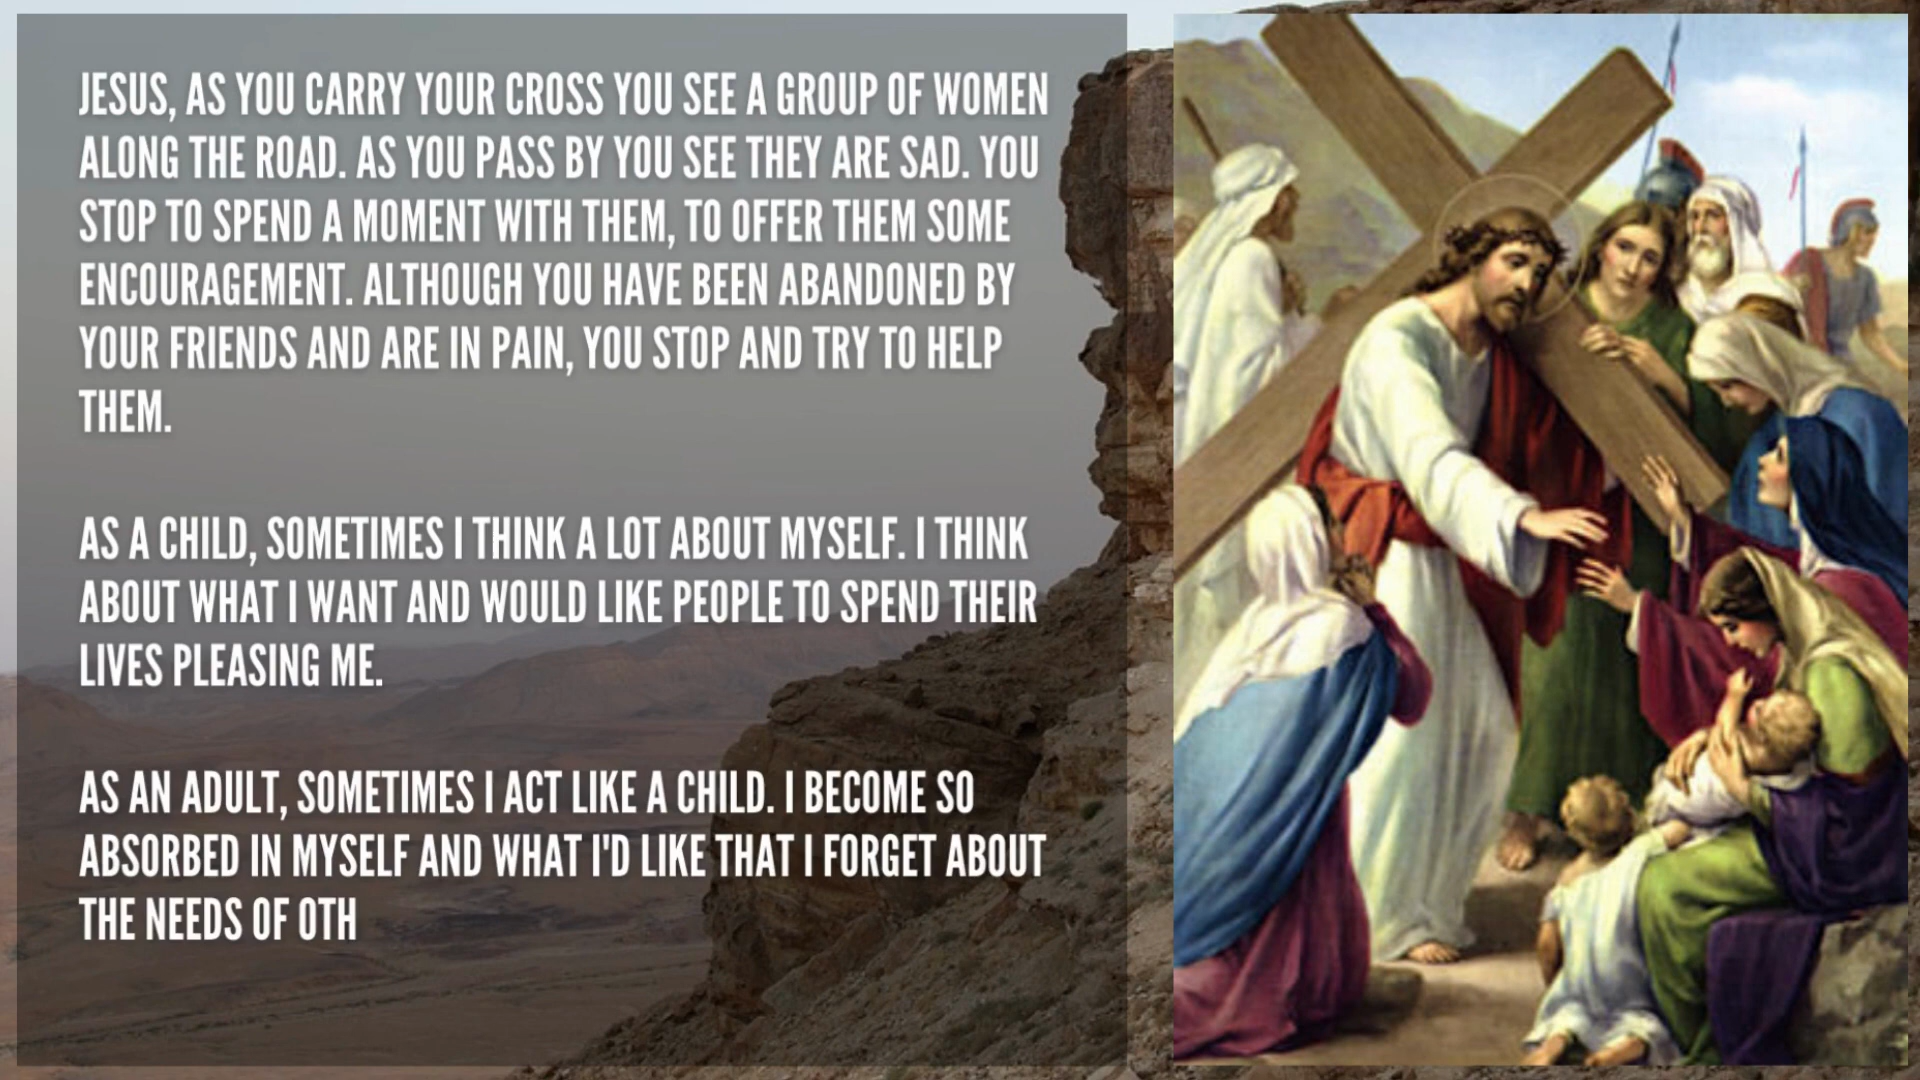 JESUS, AS YOU CARRY YOUR CROSS YOU SEE A GROUP OF WOMEN
ALONG THE ROAD. AS YOU PASS BY YOU SEE THEY ARE SAD. YOU
STOP TO SPEND A MOMENT WITH THEM, TO OFFER THEM SOME
ENCOURAGEMENT. ALTHOUGH YOU HAVE BEEN ABANDONED BY
YOUR FRIENDS AND ARE IN PAIN, YOU STOP AND TRY TO HELP
THEM.
AS A CHILD, SOMETIMES I THINK A LOT ABOUT MYSELF. I THINK
ABOUT WHAT I WANT AND WOULD LIKE PEOPLE TO SPEND THEIR
LIVES PLEASING ME.
AS AN ADULT, SOMETIMES I ACT LIKE A CHILD. I BECOME SO
ABSORBED IN MYSELF AND WHAT I'D LIKE THAT I FORGET ABOUT
THE NEEDS OF OTH